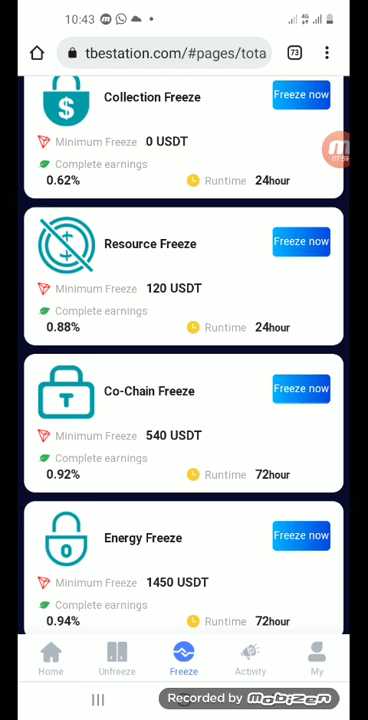 10:43
4G
tbestation.com/#pages/tota
73
Collection Freeze
Freeze now
Minimum Freeze 0 USDT
Complete earnings
0.62% Runtime 24hour
Resource Freeze
Freeze now
Minimum Freeze 120 USDT
Complete earnings
0.88% Runtime 24hour
Co-Chain Freeze
Freeze now
Minimum Freeze 540 USDT
Complete earnings
0.92% Runtime 72hour
Energy Freeze
Freeze now
Minimum Freeze 1450 USDT
Complete earnings
0.94% Runtime 72hour
Home Unfreeze Freeze Activity My
Recorded by mobizen